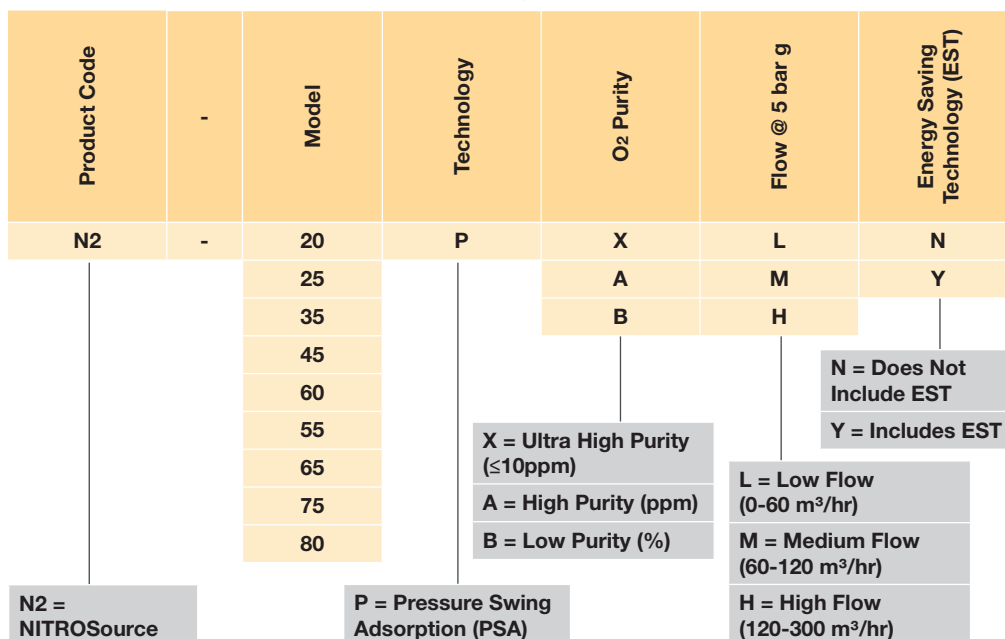 Product Code
-
Model
Technology
O2 Purity
Flow @ 5 bar g
Energy Saving
Technology (EST)
N2 - 20 P X L N
25 A M Y
35 B H
45
60
55
65
75
80
N = Does Not
Include EST
Y = Includes EST
X = Ultra High Purity
(≤10ppm)
A = High Purity (ppm)
B = Low Purity (%)
L = Low Flow
(0-60 m³/hr)
M = Medium Flow
(60-120 m³/hr)
H = High Flow
(120-300 m³/hr)
N2 =
NITROSource
P = Pressure Swing
Adsorption (PSA)